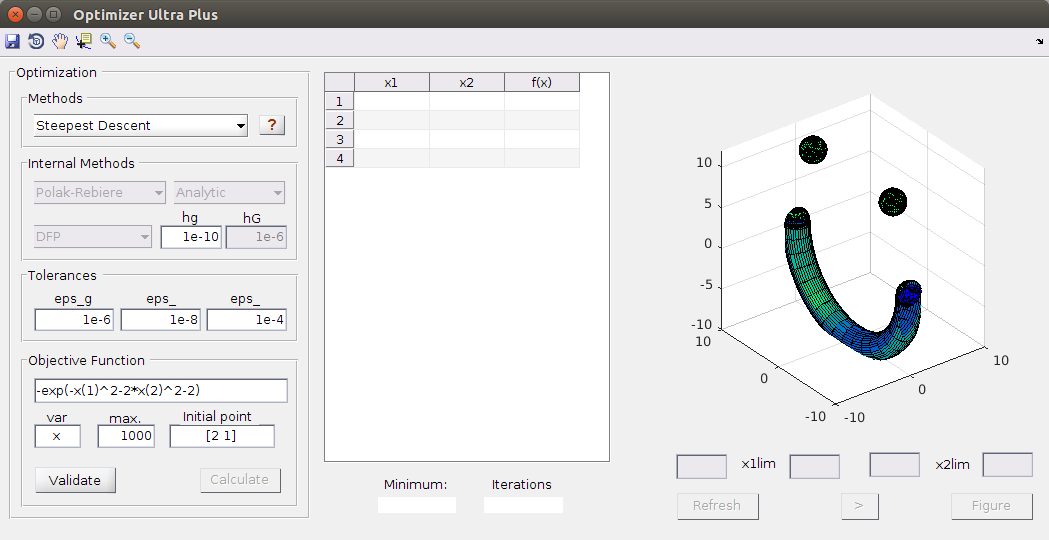 Optimizer Ultra Plus
Optimization
Methods
Steepest Descent
?
Internal Methods
Polak-Rebiere Analytic
hg hG
DFP 1e-10 1e-6
Tolerances
eps_g eps_ eps_
1e-6 1e-8 1e-4
Objective Function
-exp(-x(1)^2-2*x(2)^2-2)
var max. Initial point
x 1000 [2 1]
Validate Calculate
x1 x2 f(x)
1
2
3
4
Minimum: Iterations
10
5
0
-5
-10
10
0
-10
-10
0
10
x1lim x2lim
Refresh > Figure